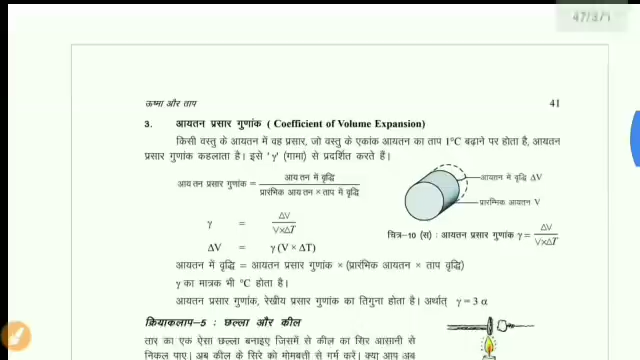 47/371
ऊष्मा और ताप 41
3. आयतन प्रसार गुणांक ( Coefficient of Volume Expansion)
किसी वस्तु के आयतन में वह प्रसार, जो वस्तु के एकांक आयतन का ताप 1°C बढ़ाने पर होता है, आयतन
प्रसार गुणांक कहलाता है। इसे 'γ' (गामा) से प्रदर्शित करते हैं।
आयतन प्रसार गुणांक = आयतन में वृद्धि / प्रारंभिक आयतन × ताप में वृद्धि
आयतन में वृद्धि ΔV
प्रारम्भिक आयतन V
γ = ΔV / V×ΔT
चित्र–10 (स) : आयतन प्रसार गुणांक γ = ΔV / V×ΔT
ΔV = γ (V × ΔT)
आयतन में वृद्धि = आयतन प्रसार गुणांक × (प्रारंभिक आयतन × ताप वृद्धि)
γ का मात्रक भी °C होता है।
आयतन प्रसार गुणांक, रेखीय प्रसार गुणांक का तिगुना होता है। अर्थात् γ = 3 α
क्रियाकलाप–5 : छल्ला और कील
तार का एक ऐसा छल्ला बनाइए जिसमें से कील का सिर आसानी से
निकल पाए। अब कील के सिरे को मोमबत्ती से गर्म करें। क्या आप अब